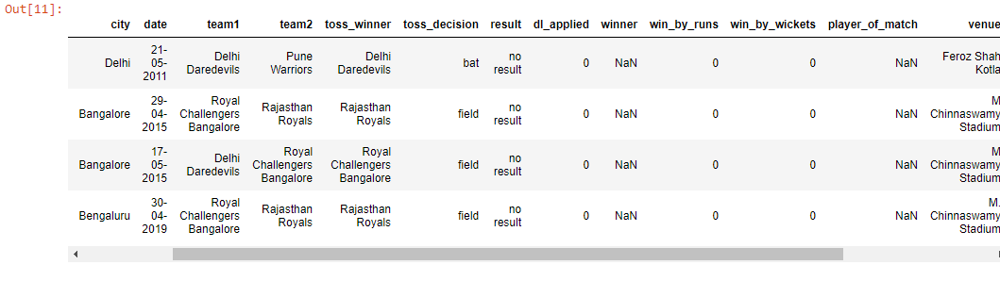 Out[11]:
city date team1 team2 toss_winner toss_decision result dl_applied winner win_by_runs win_by_wickets player_of_match venue
Delhi 21-05-2011 Delhi Daredevils Pune Warriors Delhi Daredevils bat no result 0 NaN 0 0 NaN Feroz Shah Kotla
Bangalore 29-04-2015 Royal Challengers Bangalore Rajasthan Royals Rajasthan Royals field no result 0 NaN 0 0 NaN M Chinnaswamy Stadium
Bangalore 17-05-2015 Delhi Daredevils Royal Challengers Bangalore Royal Challengers Bangalore field no result 0 NaN 0 0 NaN M Chinnaswamy Stadium
Bengaluru 30-04-2019 Royal Challengers Bangalore Rajasthan Royals Rajasthan Royals field no result 0 NaN 0 0 NaN M. Chinnaswamy Stadium